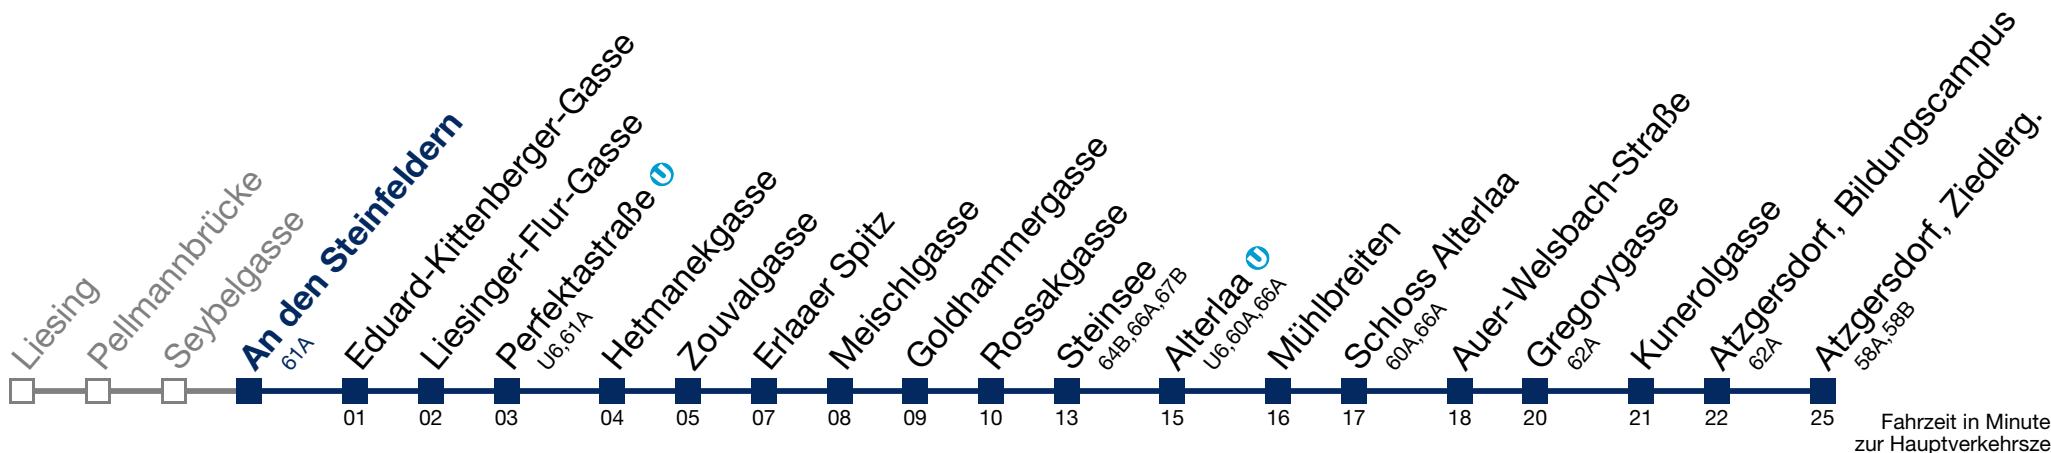 Liesing
Pellmannbrücke
Seybelgasse
An den Steinfeldern
61A
Eduard-Kittenberger-Gasse
Liesinger-Flur-Gasse
Perfektastraße U
U6,61A
Hetmanekgasse
Zouvalgasse
Erlaaer Spitz
Meischlgasse
Goldhammergasse
Rossakgasse
Steinsee
64B,66A,67B
Alterlaa U
U6,60A,66A
Mühlbreiten
Schloss Alterlaa
60A,66A
Auer-Welsbach-Straße
Gregorygasse
62A
Kunerolgasse
Atzgersdorf, Bildungscampus
62A
Atzgersdorf, Ziedlerg.
58A,58B
01 02 03 04 05 07 08 09 10 13 15 16 17 18 20 21 22 25
Fahrzeit in Minute
zur Hauptverkehrsze